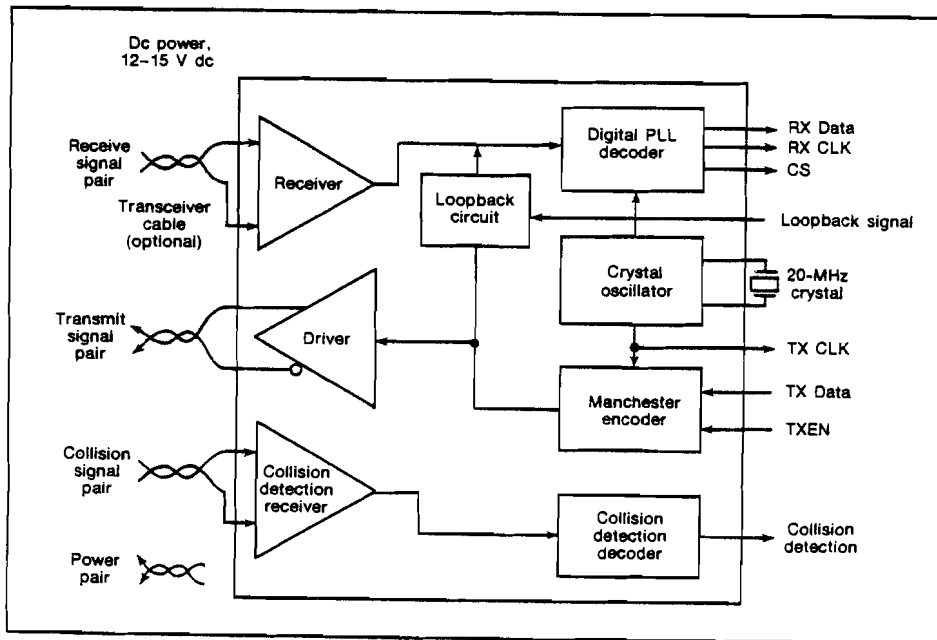 Dc power,
12–15 V dc
Receive
signal
pair
Transceiver
cable
(optional)
Receiver
Loopback
circuit
Digital PLL
decoder
RX Data
RX CLK
CS
Loopback signal
Crystal
oscillator
20-MHz
crystal
Transmit
signal
pair
Driver
TX CLK
Manchester
encoder
TX Data
TXEN
Collision
signal
pair
Collision
detection
receiver
Collision
detection
decoder
Collision
detection
Power
pair